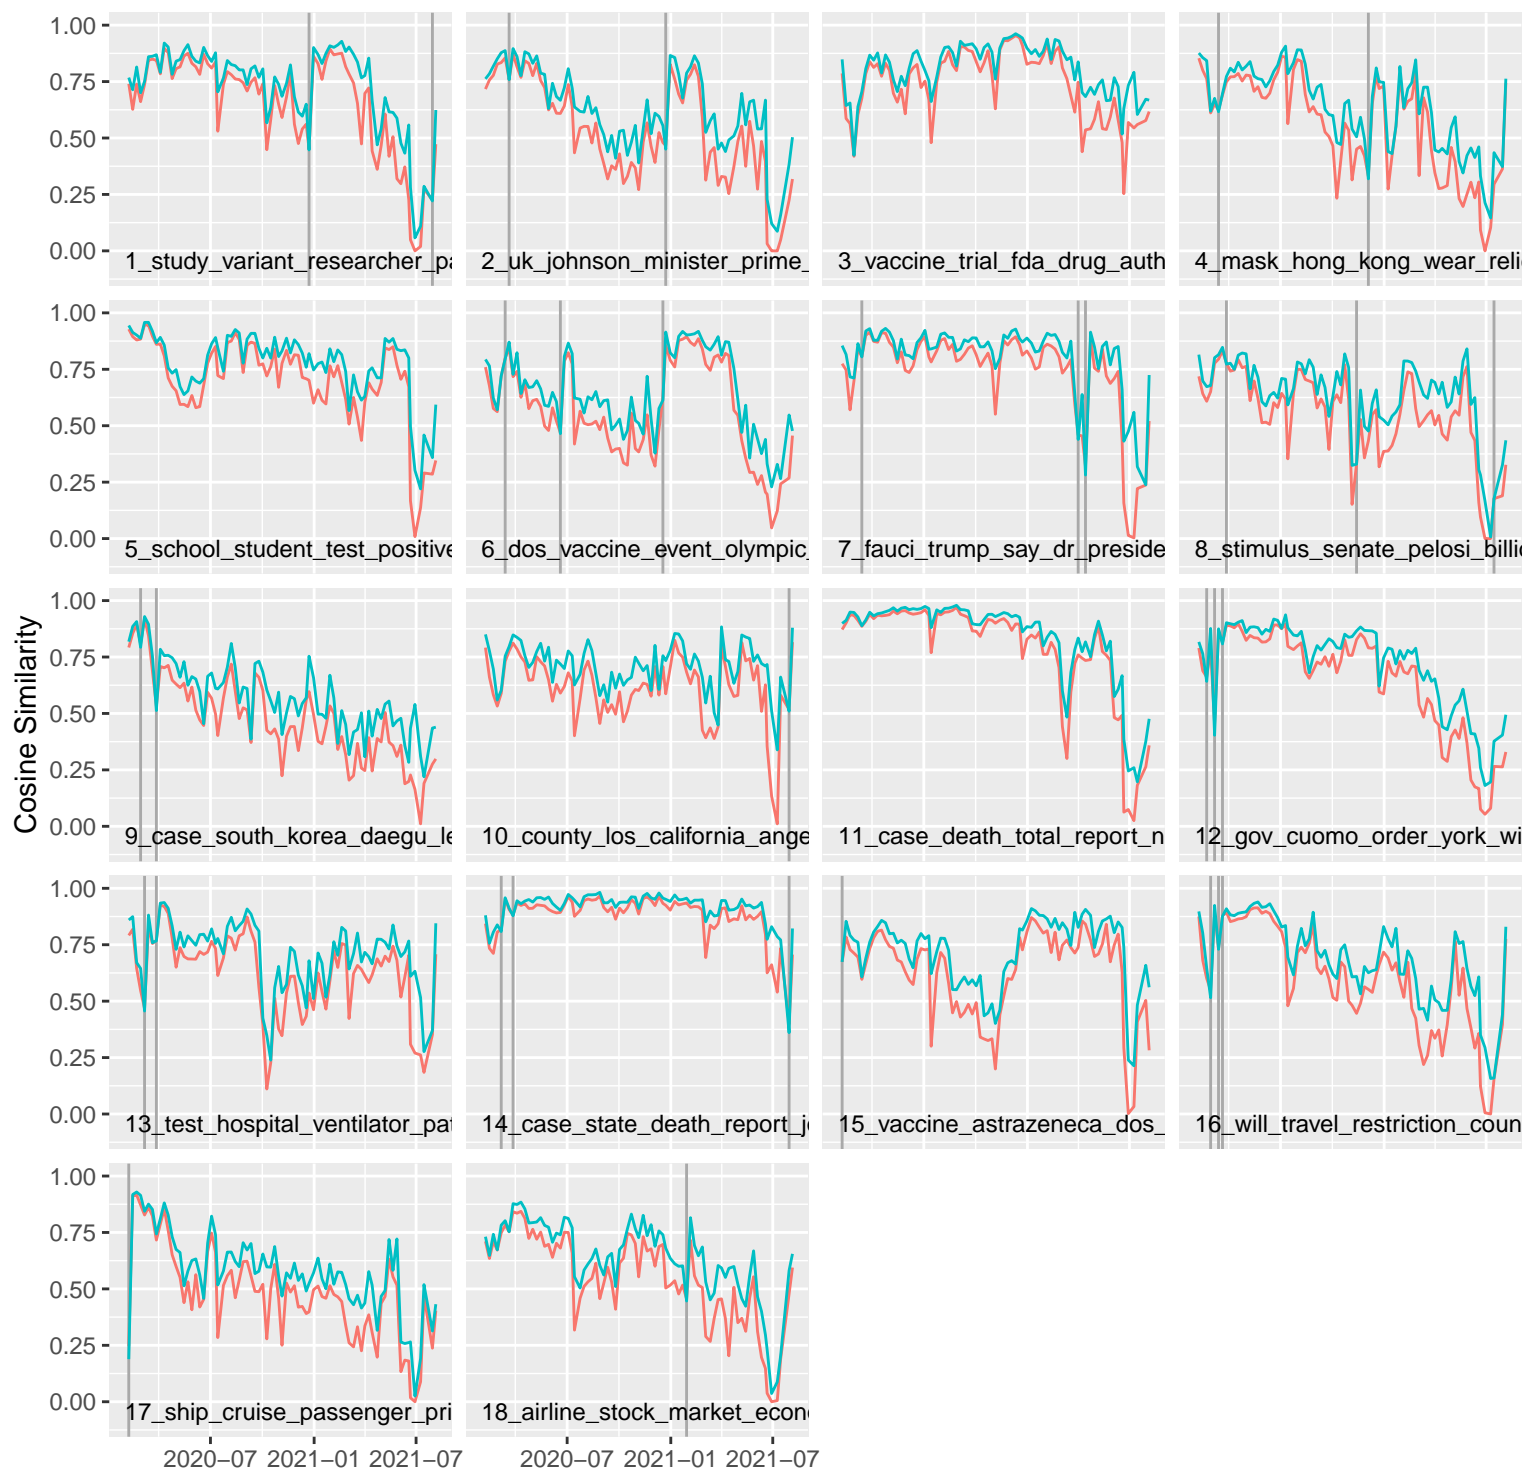 1.00
0.75
0.50
0.25
0.00
1_study_variant_researcher_pa
2_uk_johnson_minister_prime_
3_vaccine_trial_fda_drug_auth
4_mask_hong_kong_wear_reli
1.00
0.75
0.50
0.25
0.00
5_school_student_test_positive
6_dos_vaccine_event_olympic_
7_fauci_trump_say_dr_preside
8_stimulus_senate_pelosi_billi
Cosine Similarity
1.00
0.75
0.50
0.25
0.00
9_case_south_korea_daegu_le
10_county_los_california_ange
11_case_death_total_report_n
12_gov_cuomo_order_york_wi
1.00
0.75
0.50
0.25
0.00
13_test_hospital_ventilator_pat
14_case_state_death_report_j
15_vaccine_astrazeneca_dos_
16_will_travel_restriction_coun
1.00
0.75
0.50
0.25
0.00
17_ship_cruise_passenger_pri
18_airline_stock_market_econ
2020−07 2021−01 2021−07
2020−07 2021−01 2021−07